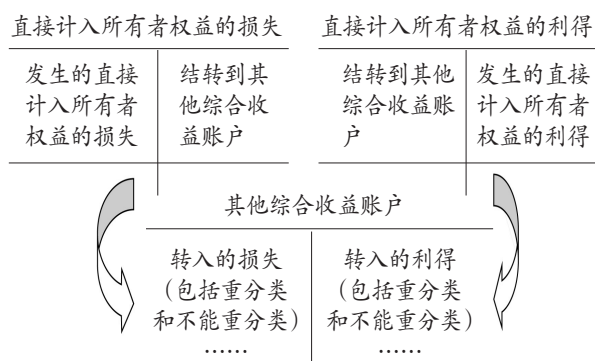 直接计入所有者权益的损失
直接计入所有者权益的利得
发生的直接
计入所有者
权益的损失
结转到其
他综合收
益账户
结转到其他
综合收益账
户
发生的直接
计入所有者
权益的利得
其他综合收益账户
转入的损失
（包括重分类
和不能重分类）
……
转入的利得
（包括重分类
和不能重分类）
……